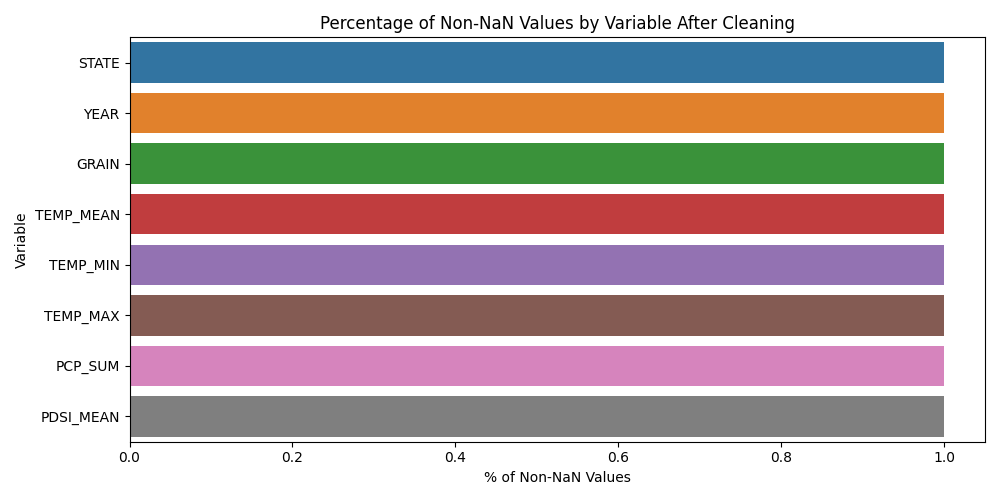 Percentage of Non-NaN Values by Variable After Cleaning
Variable
STATE
YEAR
GRAIN
TEMP_MEAN
TEMP_MIN
TEMP_MAX
PCP_SUM
PDSI_MEAN
0.0 0.2 0.4 0.6 0.8 1.0
% of Non-NaN Values